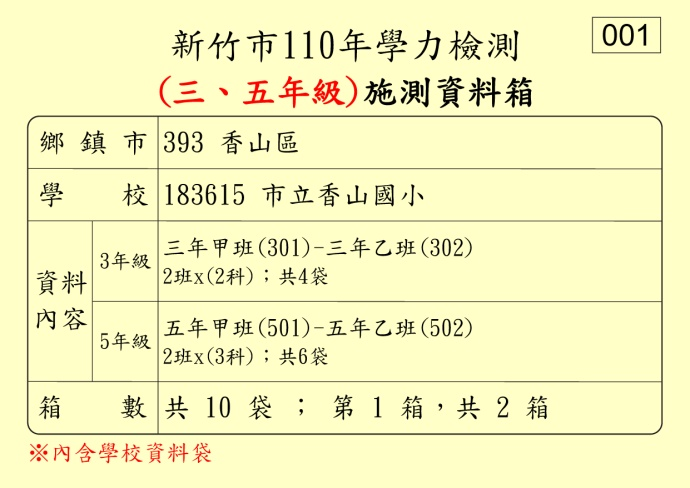 001
新竹市110年學力檢測
(三、五年級)施測資料箱
鄉鎮市 393 香山區
學校 183615 市立香山國小
資料內容
3年級 三年甲班(301)-三年乙班(302)
2班x(2科)；共4袋
5年級 五年甲班(501)-五年乙班(502)
2班x(3科)；共6袋
箱數 共 10 袋 ； 第 1 箱，共 2 箱
※內含學校資料袋